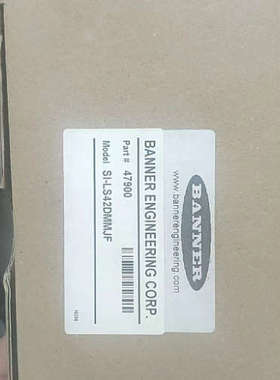 BANNER
www.bannerengineering.com
BANNER ENGINEERING CORP.
Part # 47900
Model SI-LS42DMMJF